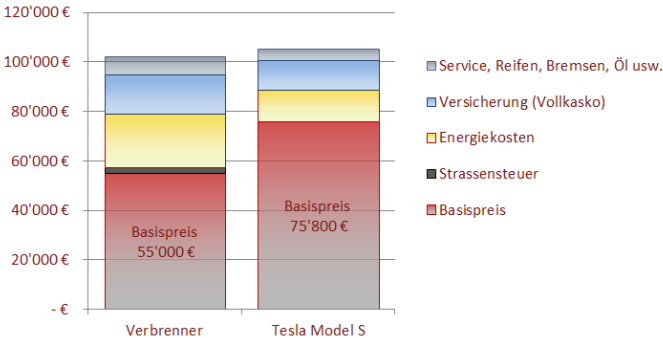 120'000 €
100'000 €
80'000 €
60'000 €
40'000 €
20'000 €
- €
Basispreis
55'000 €
Basispreis
75'800 €
Verbrenner
Tesla Model S
Service, Reifen, Bremsen, Öl usw.
Versicherung (Vollkasko)
Energiekosten
Strassensteuer
Basispreis